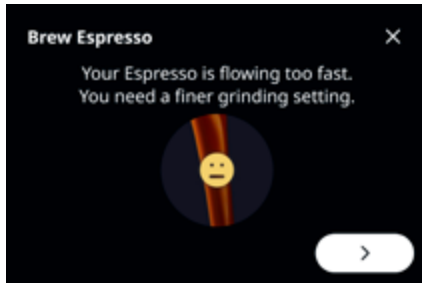 Brew Espresso
Your Espresso is flowing too fast.
You need a finer grinding setting.